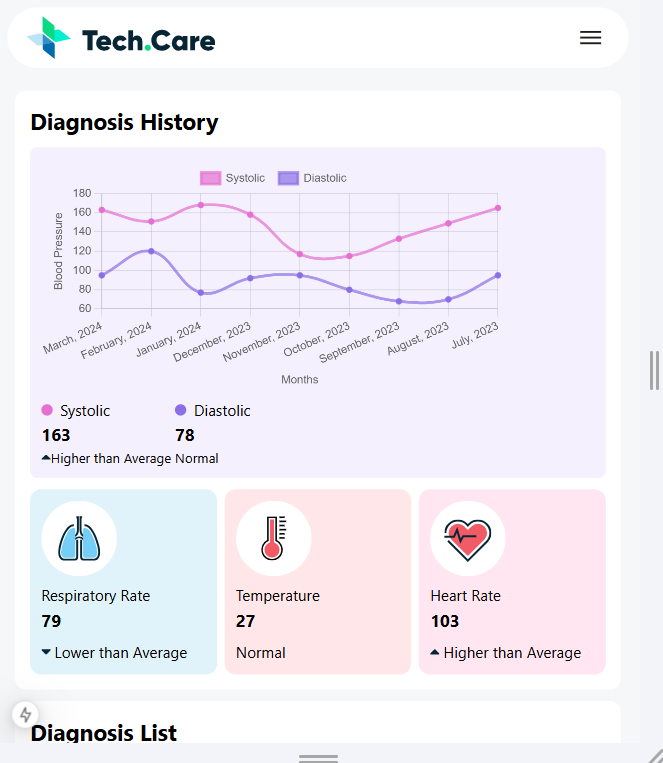 Tech.Care
Diagnosis History
Systolic Diastolic
180
160
140
120
100
80
60
Blood Pressure
March, 2024 February, 2024 January, 2024 December, 2023 November, 2023 October, 2023 September, 2023 August, 2023 July, 2023
Months
Systolic Diastolic
163 78
Higher than Average Normal
Respiratory Rate
79
Lower than Average
Temperature
27
Normal
Heart Rate
103
Higher than Average
Diagnosis List